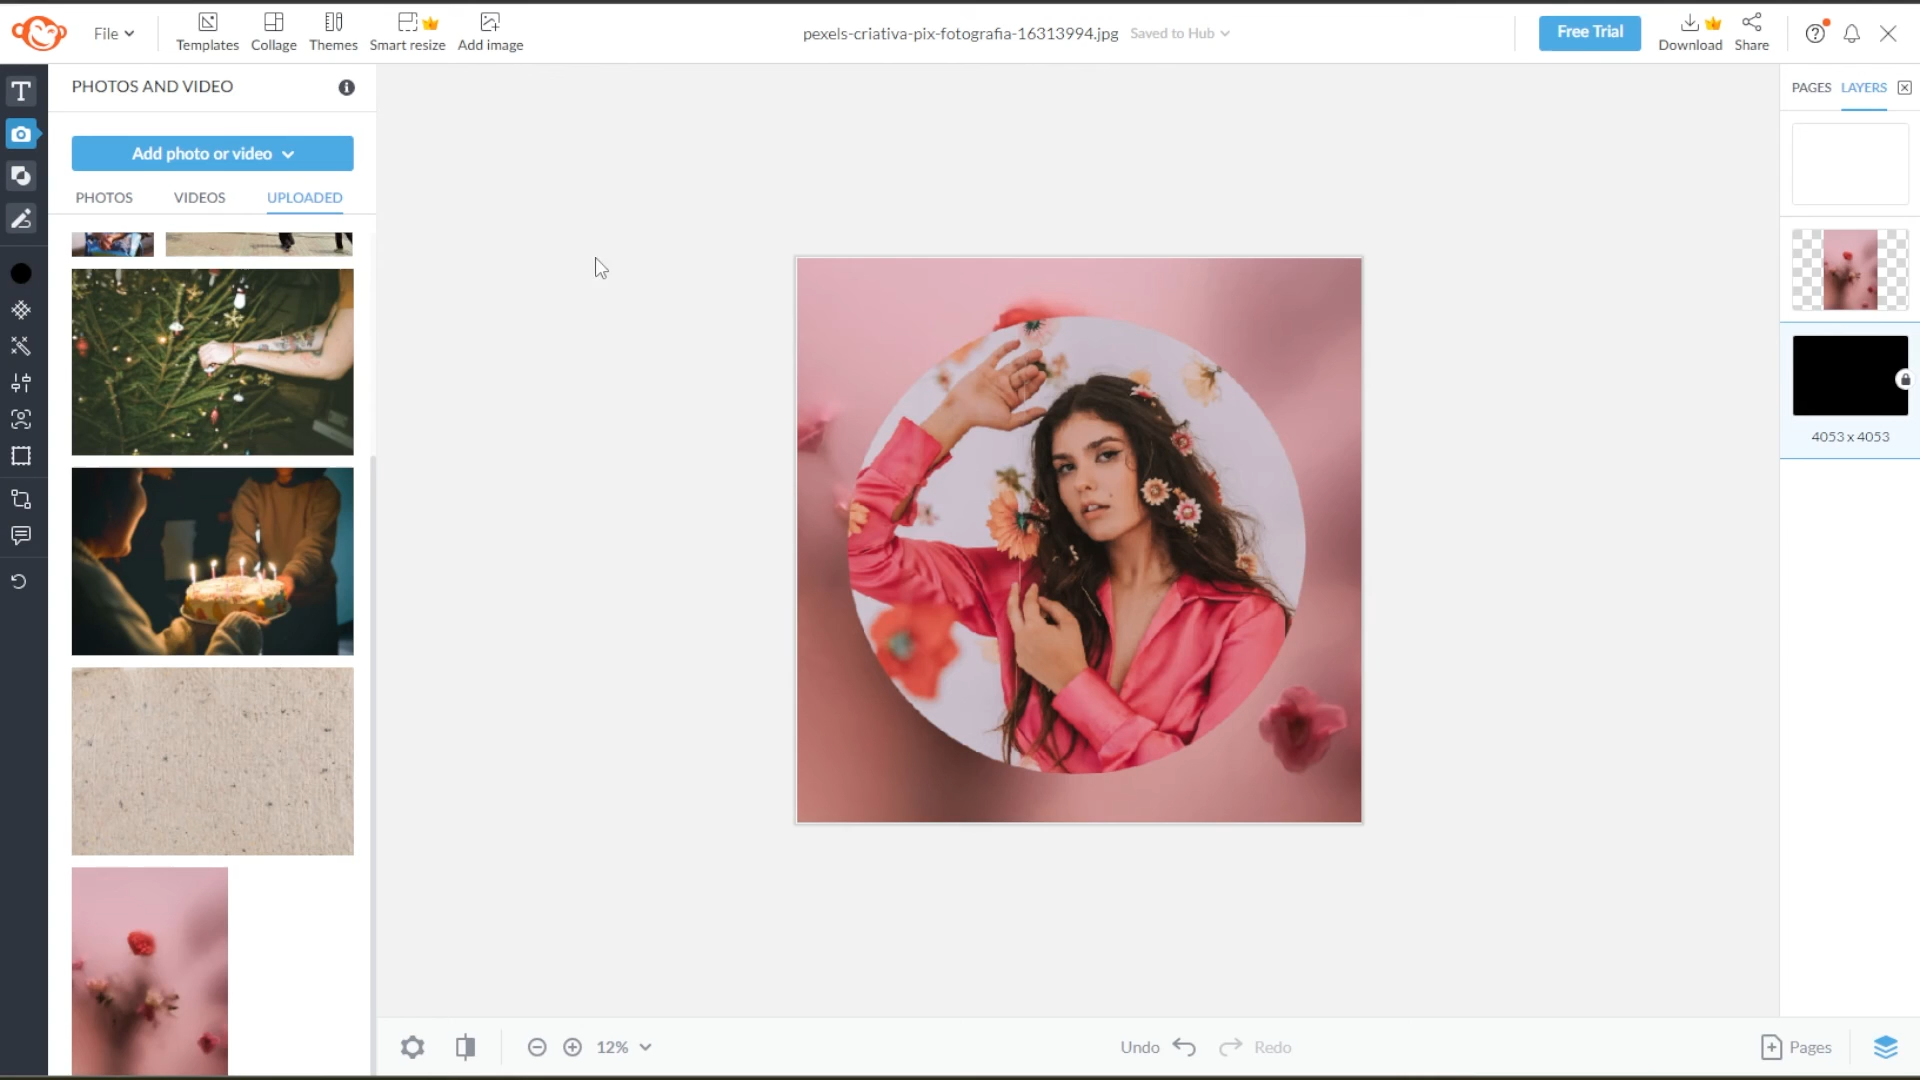 File
Templates
Collage
Themes
Smart resize
Add image
pexels-criativa-pix-fotografia-16313994.jpg
Saved to Hub
Free Trial
Download
Share
T
PHOTOS AND VIDEO
PAGES
LAYERS
Add photo or video
PHOTOS
VIDEOS
UPLOADED
4053 x 4053
12%
Undo
Redo
Pages